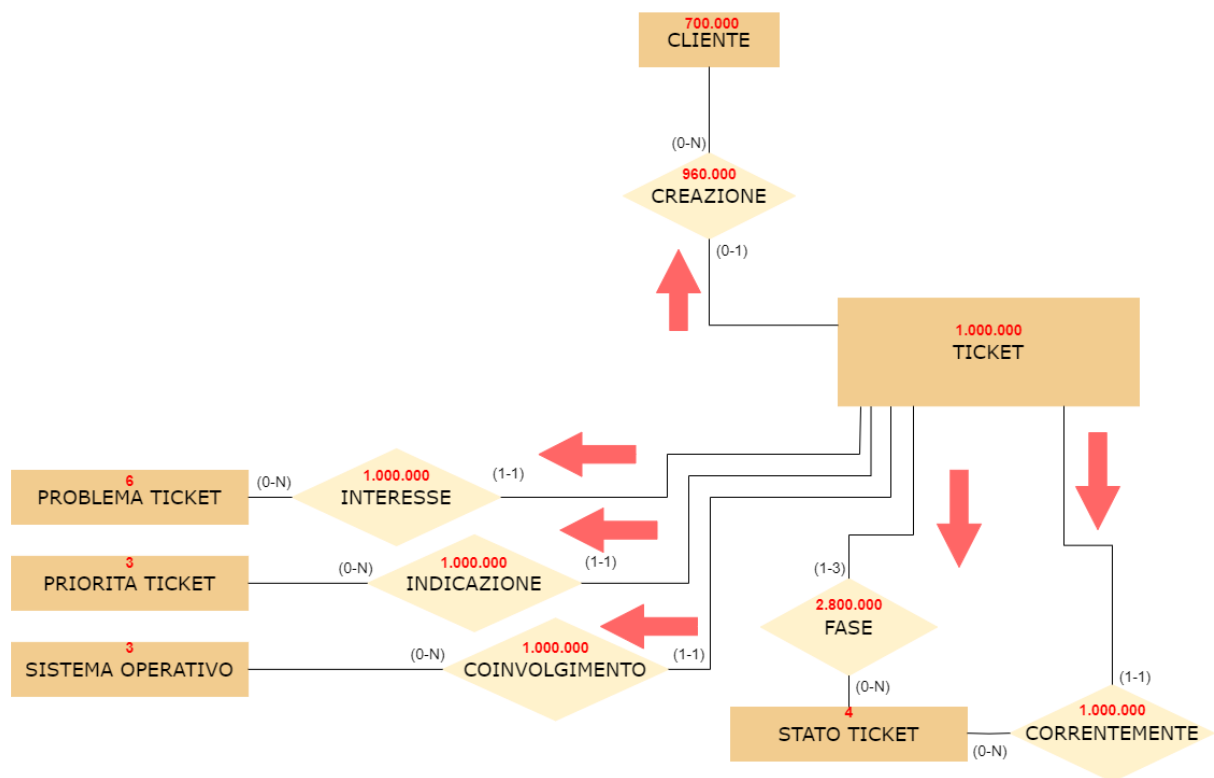 700.000
CLIENTE
(0-N)
960.000
CREAZIONE
(0-1)
1.000.000
TICKET
6
PROBLEMA TICKET
(0-N)
1.000.000
INTERESSE
(1-1)
3
PRIORITA TICKET
(0-N)
1.000.000
INDICAZIONE
(1-1)
3
SISTEMA OPERATIVO
(0-N)
1.000.000
COINVOLGIMENTO
(1-1)
(1-3)
2.800.000
FASE
(0-N)
4
STATO TICKET
(0-N)
(1-1)
1.000.000
CORRENTEMENTE